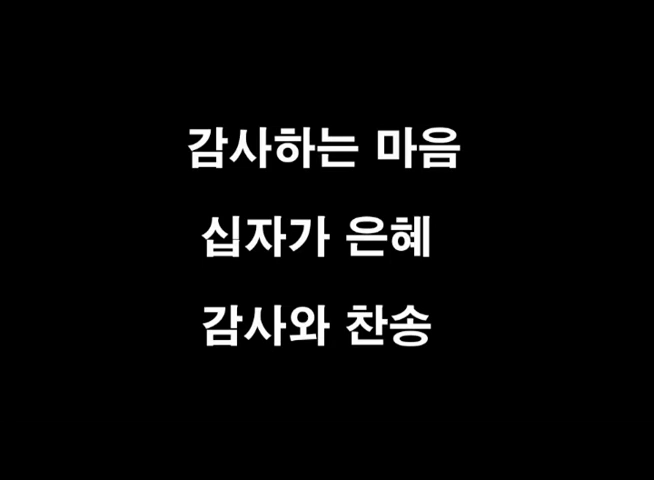 감사하는 마음
십자가 은혜
감사와 찬송